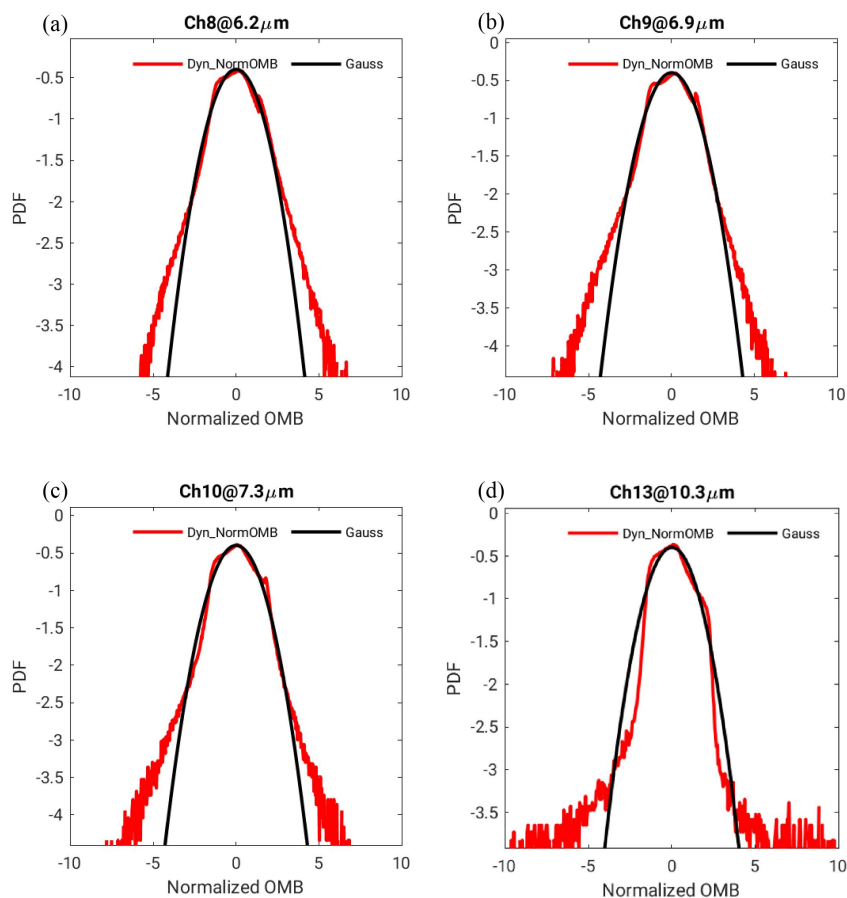 (a) Ch8@6.2μm
Dyn_NormOMB Gauss
-0.5
-1
-1.5
-2
-2.5
-3
-3.5
-4
PDF
-10 -5 0 5 10
Normalized OMB
(b) Ch9@6.9μm
0
Dyn_NormOMB Gauss
-0.5
-1
-1.5
-2
-2.5
-3
-3.5
-4
PDF
-10 -5 0 5 10
Normalized OMB
(c) Ch10@7.3μm
0
Dyn_NormOMB Gauss
-0.5
-1
-1.5
-2
-2.5
-3
-3.5
-4
PDF
-10 -5 0 5 10
Normalized OMB
(d) Ch13@10.3μm
0
Dyn_NormOMB Gauss
-0.5
-1
-1.5
-2
-2.5
-3
-3.5
PDF
-10 -5 0 5 10
Normalized OMB